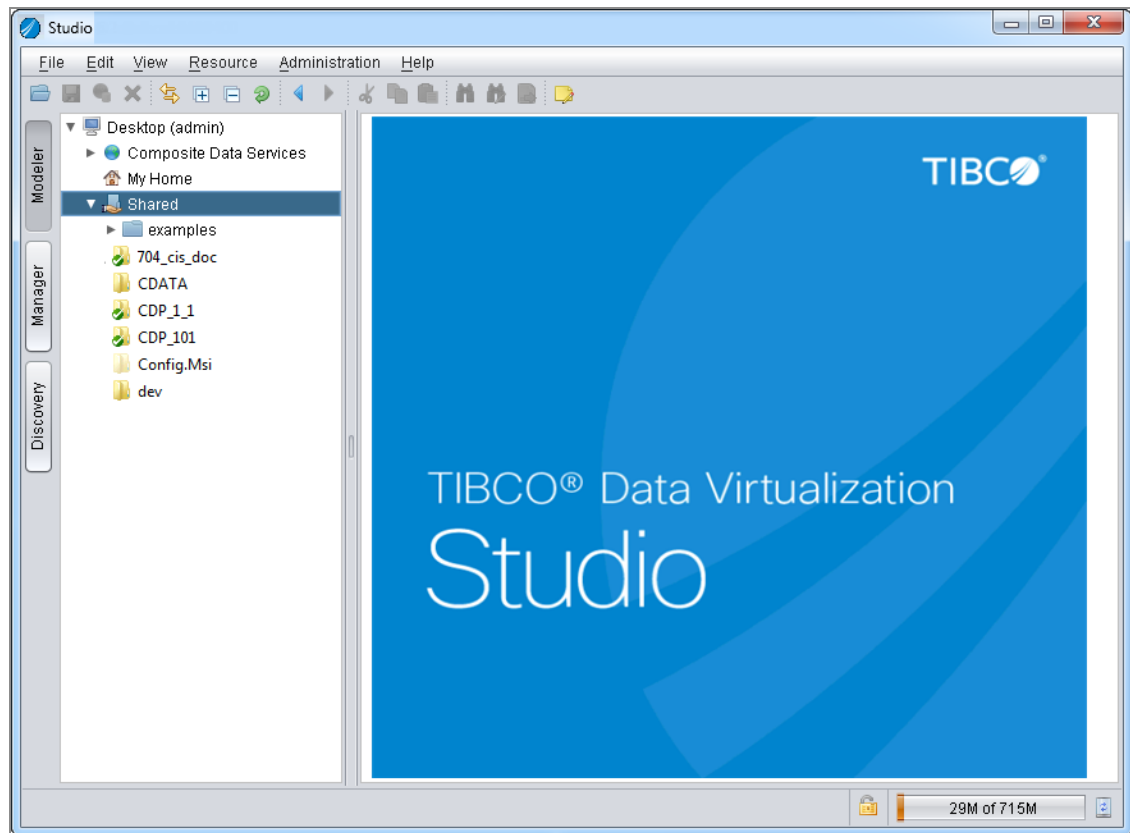 Studio
File Edit View Resource Administration Help
Modeler
Manager
Discovery
Desktop (admin)
Composite Data Services
My Home
Shared
examples
704_cis_doc
CDATA
CDP_1_1
CDP_101
Config.Msi
dev
TIBCO®
TIBCO® Data Virtualization
Studio
29M of 715M